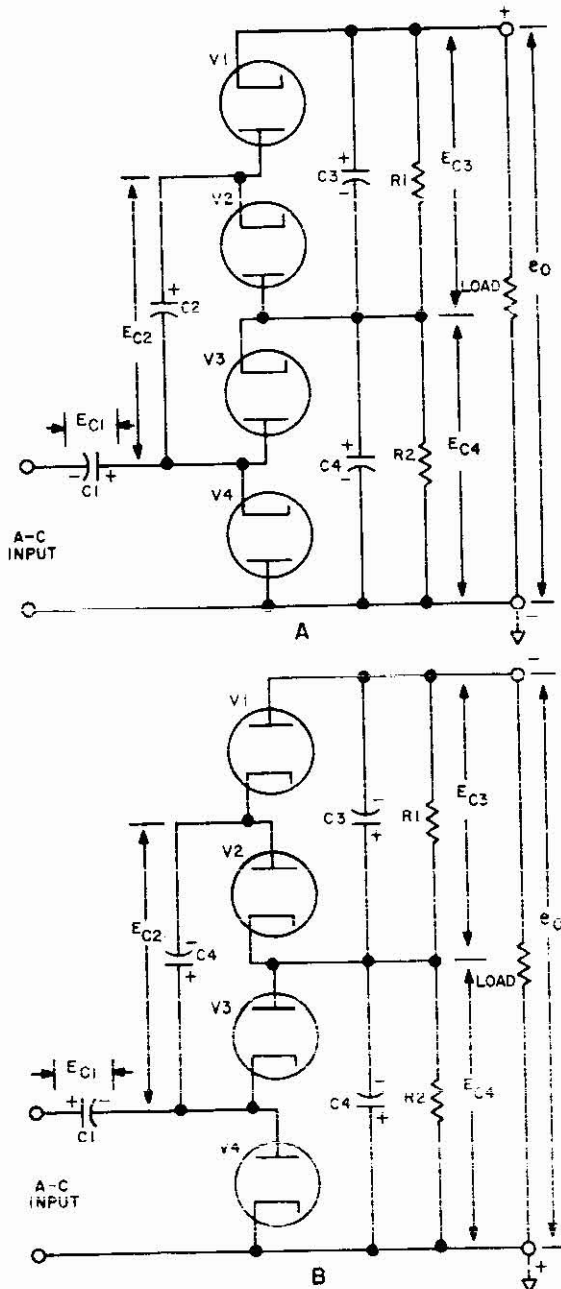 +
V1
EC3
C3
+
-
R1
V2
eO
LOAD
+
C2
EC2
V3
EC1
EC4
C4
+
-
R2
-
C1
+
V4
A-C
INPUT
A
-
-
V1
EC3
C3
-
+
R1
V2
EC2
C4
-
+
eO
LOAD
V3
EC1
EC4
C4
-
+
R2
+
-
C1
V4
A-C
INPUT
B
+